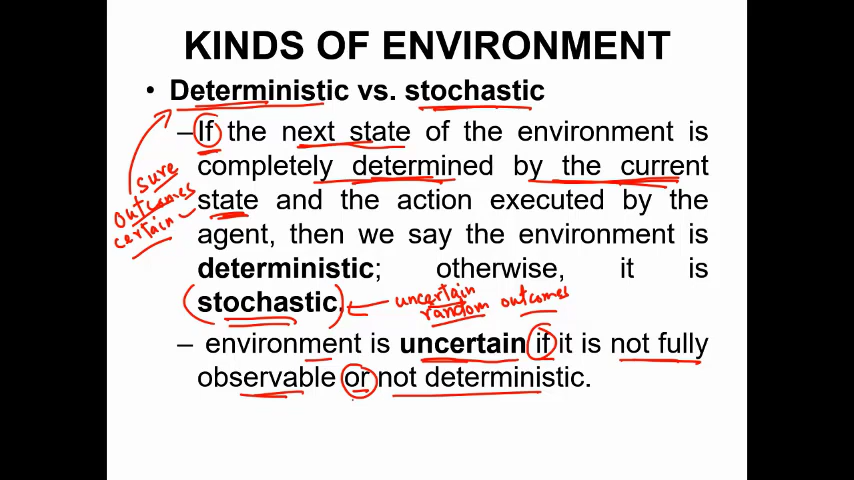 KINDS OF ENVIRONMENT
• Deterministic vs. stochastic
–If the next state of the environment is
completely determined by the current
state and the action executed by the
agent, then we say the environment is
deterministic; otherwise, it is
stochastic.
– environment is uncertain if it is not fully
observable or not deterministic.
sure
outcomes
certain
uncertain
random outcomes